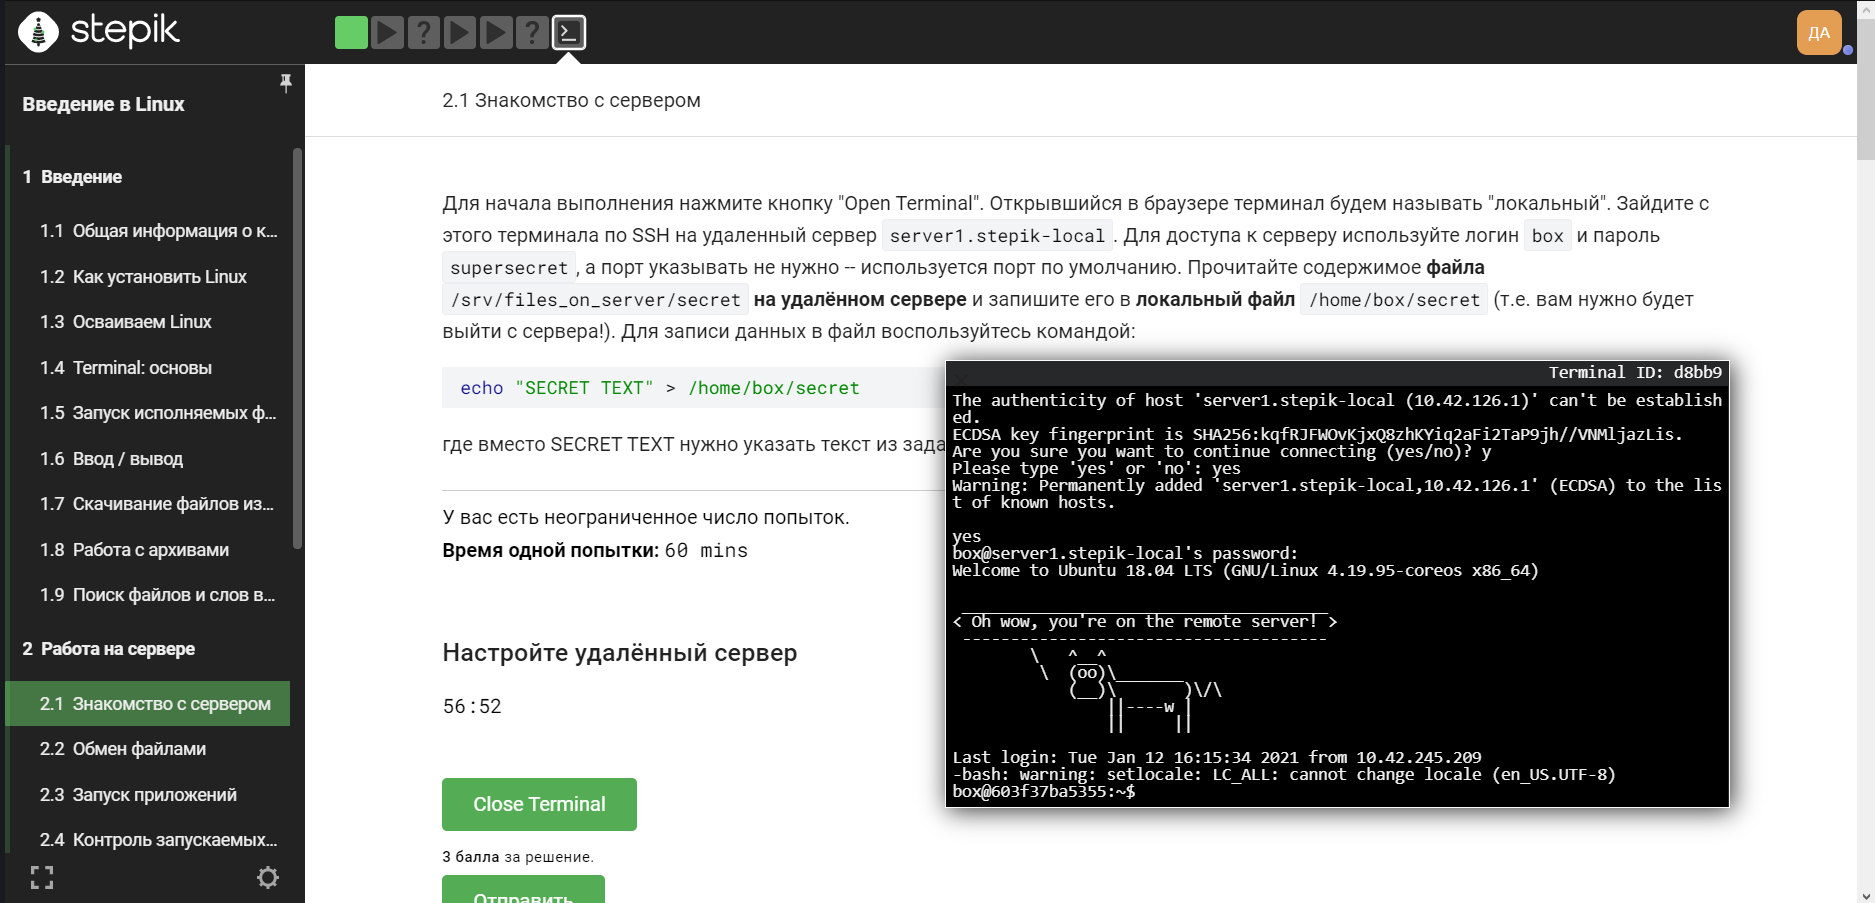 stepik
? ? >_
ДА
Введение в Linux
1 Введение
1.1 Общая информация о к...
1.2 Как установить Linux
1.3 Осваиваем Linux
1.4 Terminal: основы
1.5 Запуск исполняемых ф...
1.6 Ввод / вывод
1.7 Скачивание файлов из...
1.8 Работа с архивами
1.9 Поиск файлов и слов в...
2 Работа на сервере
2.1 Знакомство с сервером
2.2 Обмен файлами
2.3 Запуск приложений
2.4 Контроль запускаемых...
2.1 Знакомство с сервером
Для начала выполнения нажмите кнопку "Open Terminal". Открывшийся в браузере терминал будем называть "локальный". Зайдите с
этого терминала по SSH на удаленный сервер server1.stepik-local . Для доступа к серверу используйте логин box и пароль
supersecret , а порт указывать не нужно -- используется порт по умолчанию. Прочитайте содержимое файла
/srv/files_on_server/secret на удалённом сервере и запишите его в локальный файл /home/box/secret (т.е. вам нужно будет
выйти с сервера!). Для записи данных в файл воспользуйтесь командой:
echo "SECRET TEXT" > /home/box/secret
где вместо SECRET TEXT нужно указать текст из зада
У вас есть неограниченное число попыток.
Время одной попытки: 60 mins
Настройте удалённый сервер
56:52
Close Terminal
3 балла за решение.
Отправить
Terminal ID: d8bb9
The authenticity of host 'server1.stepik-local (10.42.126.1)' can't be establish
ed.
ECDSA key fingerprint is SHA256:kqfRJFWOvKjxQ8zhKYiq2aFi2TaP9jh//VNMljazLis.
Are you sure you want to continue connecting (yes/no)? y
Please type 'yes' or 'no': yes
Warning: Permanently added 'server1.stepik-local,10.42.126.1' (ECDSA) to the lis
t of known hosts.
yes
box@server1.stepik-local's password:
Welcome to Ubuntu 18.04 LTS (GNU/Linux 4.19.95-coreos x86_64)
 ______________________________________
< Oh wow, you're on the remote server! >
 --------------------------------------
        \   ^__^
         \  (oo)\_______
            (__)\       )\/\
                ||----w |
                ||     ||
Last login: Tue Jan 12 16:15:34 2021 from 10.42.245.209
-bash: warning: setlocale: LC_ALL: cannot change locale (en_US.UTF-8)
box@603f37ba5355:~$